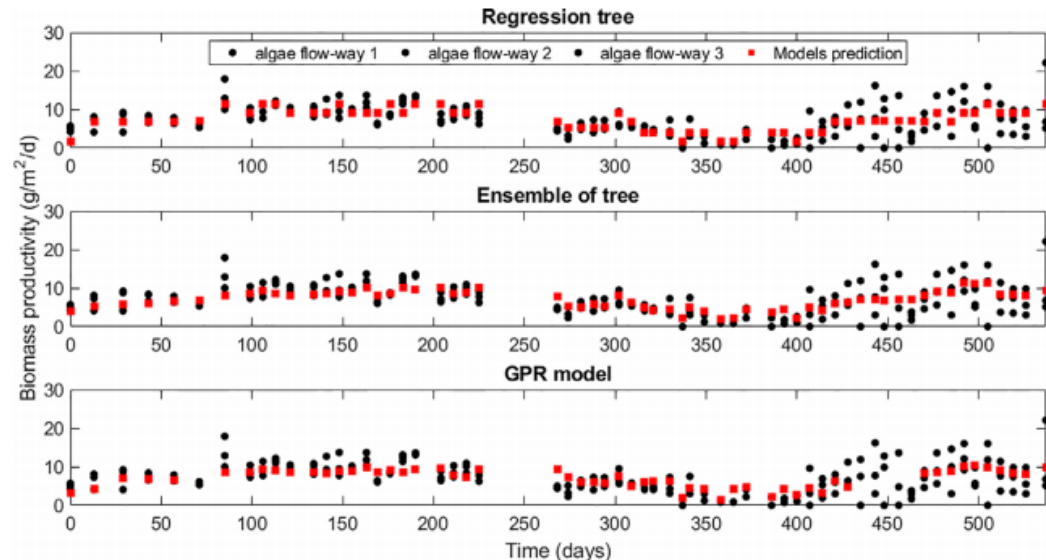 Regression tree
30
20
10
0
algae flow-way 1 algae flow-way 2 algae flow-way 3 Models prediction
0 50 100 150 200 250 300 350 400 450 500
Ensemble of tree
30
20
10
0
0 50 100 150 200 250 300 350 400 450 500
Biomass productivity (g/m²/d)
GPR model
30
20
10
0
0 50 100 150 200 250 300 350 400 450 500
Time (days)